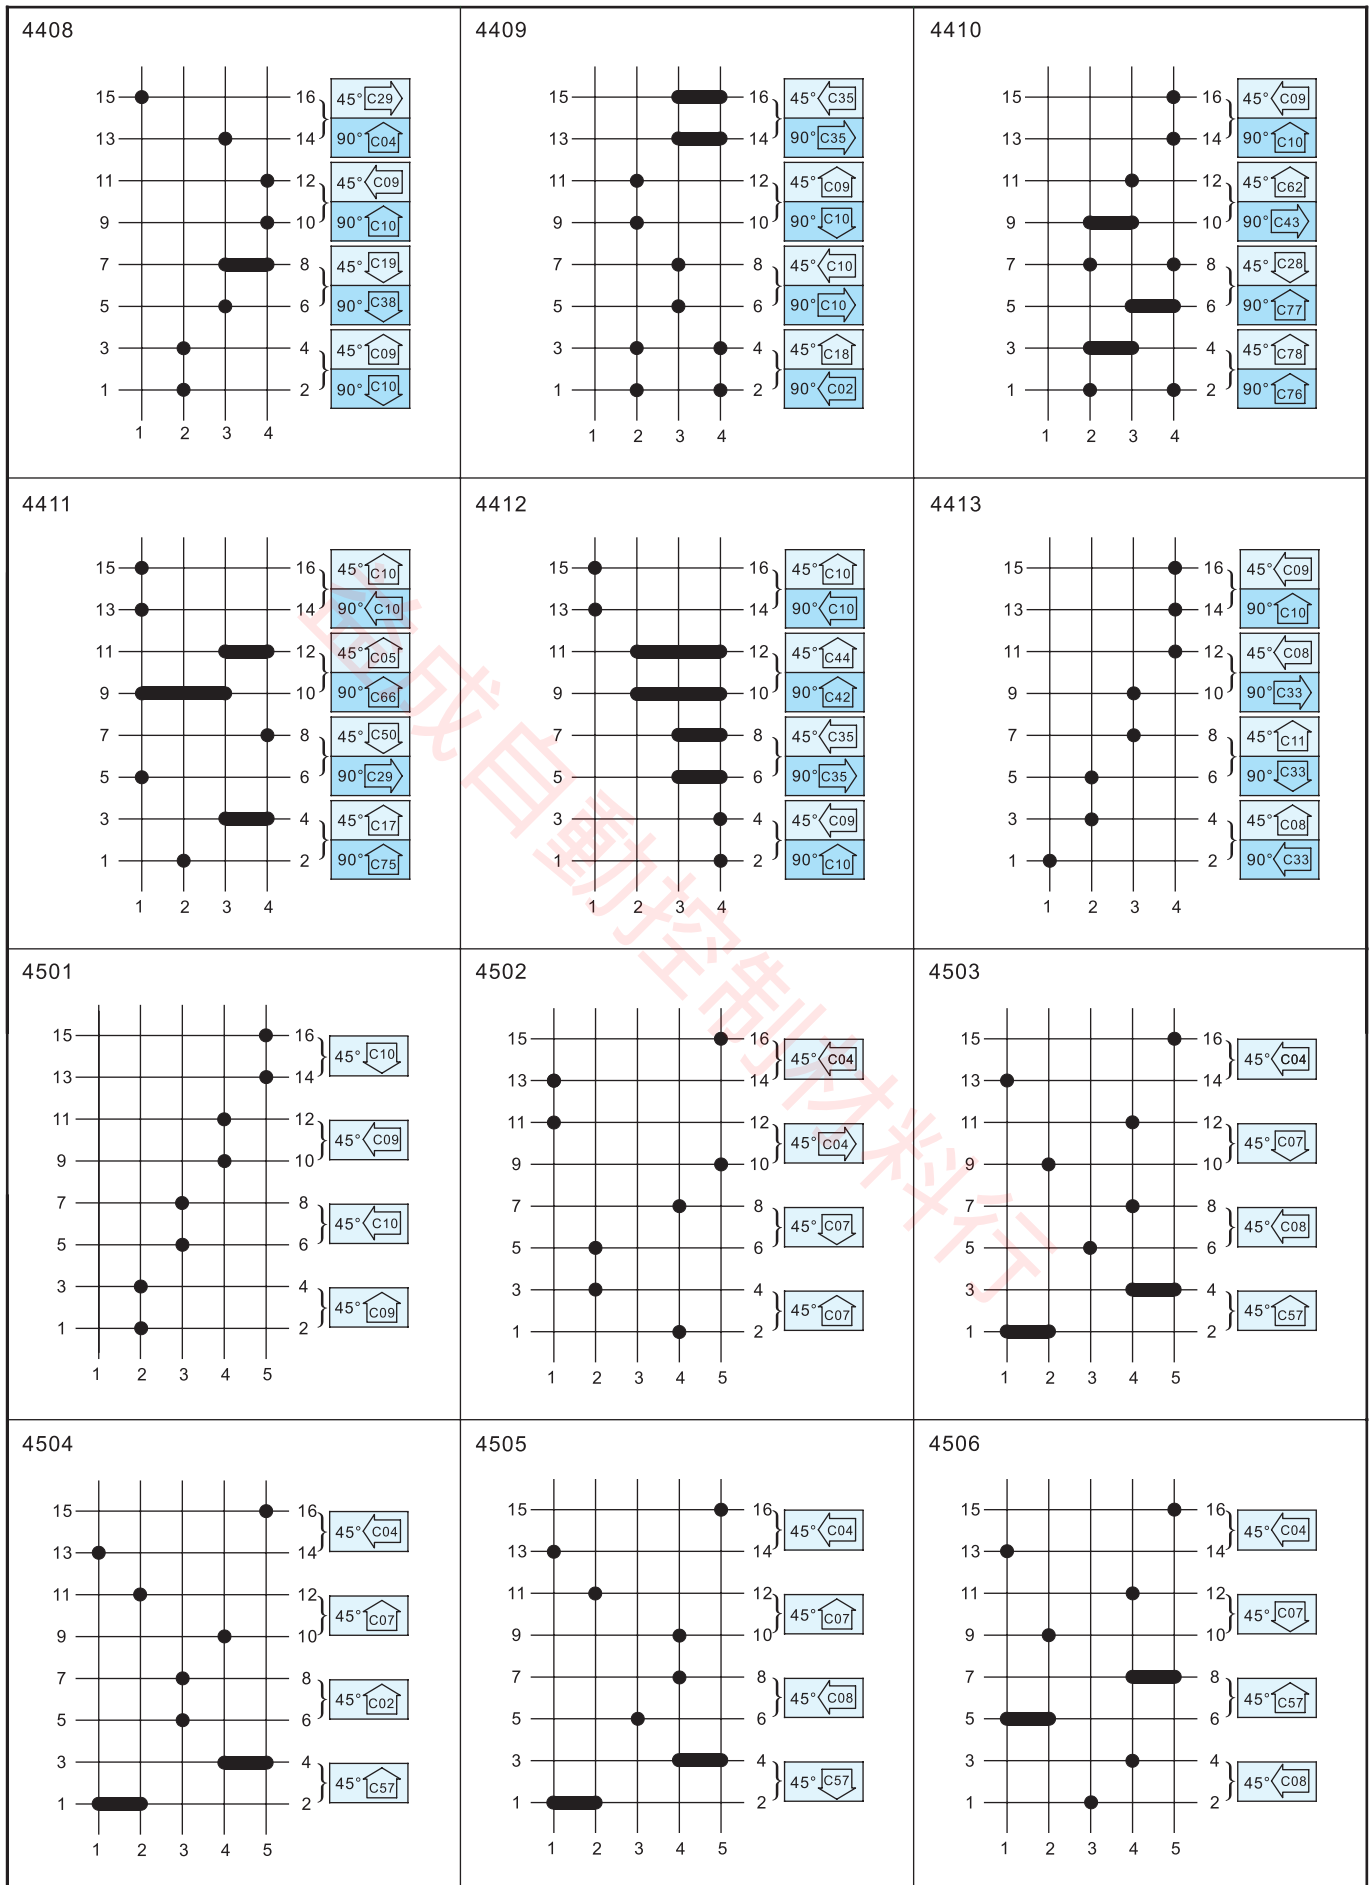 4408
15 16 45° C29
13 14 90° C04
11 12 45° C09
9 10 90° C10
7 8 45° C19
5 6 90° C38
3 4 45° C09
1 2 90° C10
1 2 3 4
4409
15 16 45° C35
13 14 90° C35
11 12 45° C09
9 10 90° C10
7 8 45° C10
5 6 90° C10
3 4 45° C18
1 2 90° C02
1 2 3 4
4410
15 16 45° C09
13 14 90° C10
11 12 45° C62
9 10 90° C43
7 8 45° C28
5 6 90° C77
3 4 45° C78
1 2 90° C76
1 2 3 4
4411
15 16 45° C10
13 14 90° C10
11 12 45° C05
9 10 90° C66
7 8 45° C50
5 6 90° C29
3 4 45° C17
1 2 90° C75
1 2 3 4
4412
15 16 45° C10
13 14 90° C10
11 12 45° C44
9 10 90° C42
7 8 45° C35
5 6 90° C35
3 4 45° C09
1 2 90° C10
1 2 3 4
4413
15 16 45° C09
13 14 90° C10
11 12 45° C08
9 10 90° C33
7 8 45° C11
5 6 90° C33
3 4 45° C08
1 2 90° C33
1 2 3 4
4501
15 16
45° C10
13 14
11 12
45° C09
9 10
7 8
45° C10
5 6
3 4
45° C09
1 2
1 2 3 4 5
4502
15 16
45° C04
13 14
11 12
45° C04
9 10
7 8
45° C07
5 6
3 4
45° C07
1 2
1 2 3 4 5
4503
15 16
45° C04
13 14
11 12
45° C07
9 10
7 8
45° C08
5 6
3 4
45° C57
1 2
1 2 3 4 5
4504
15 16
45° C04
13 14
11 12
45° C07
9 10
7 8
45° C02
5 6
3 4
45° C57
1 2
1 2 3 4 5
4505
15 16
45° C04
13 14
11 12
45° C07
9 10
7 8
45° C08
5 6
3 4
45° C57
1 2
1 2 3 4 5
4506
15 16
45° C04
13 14
11 12
45° C07
9 10
7 8
45° C57
5 6
3 4
45° C08
1 2
1 2 3 4 5
益成自動控制材料行